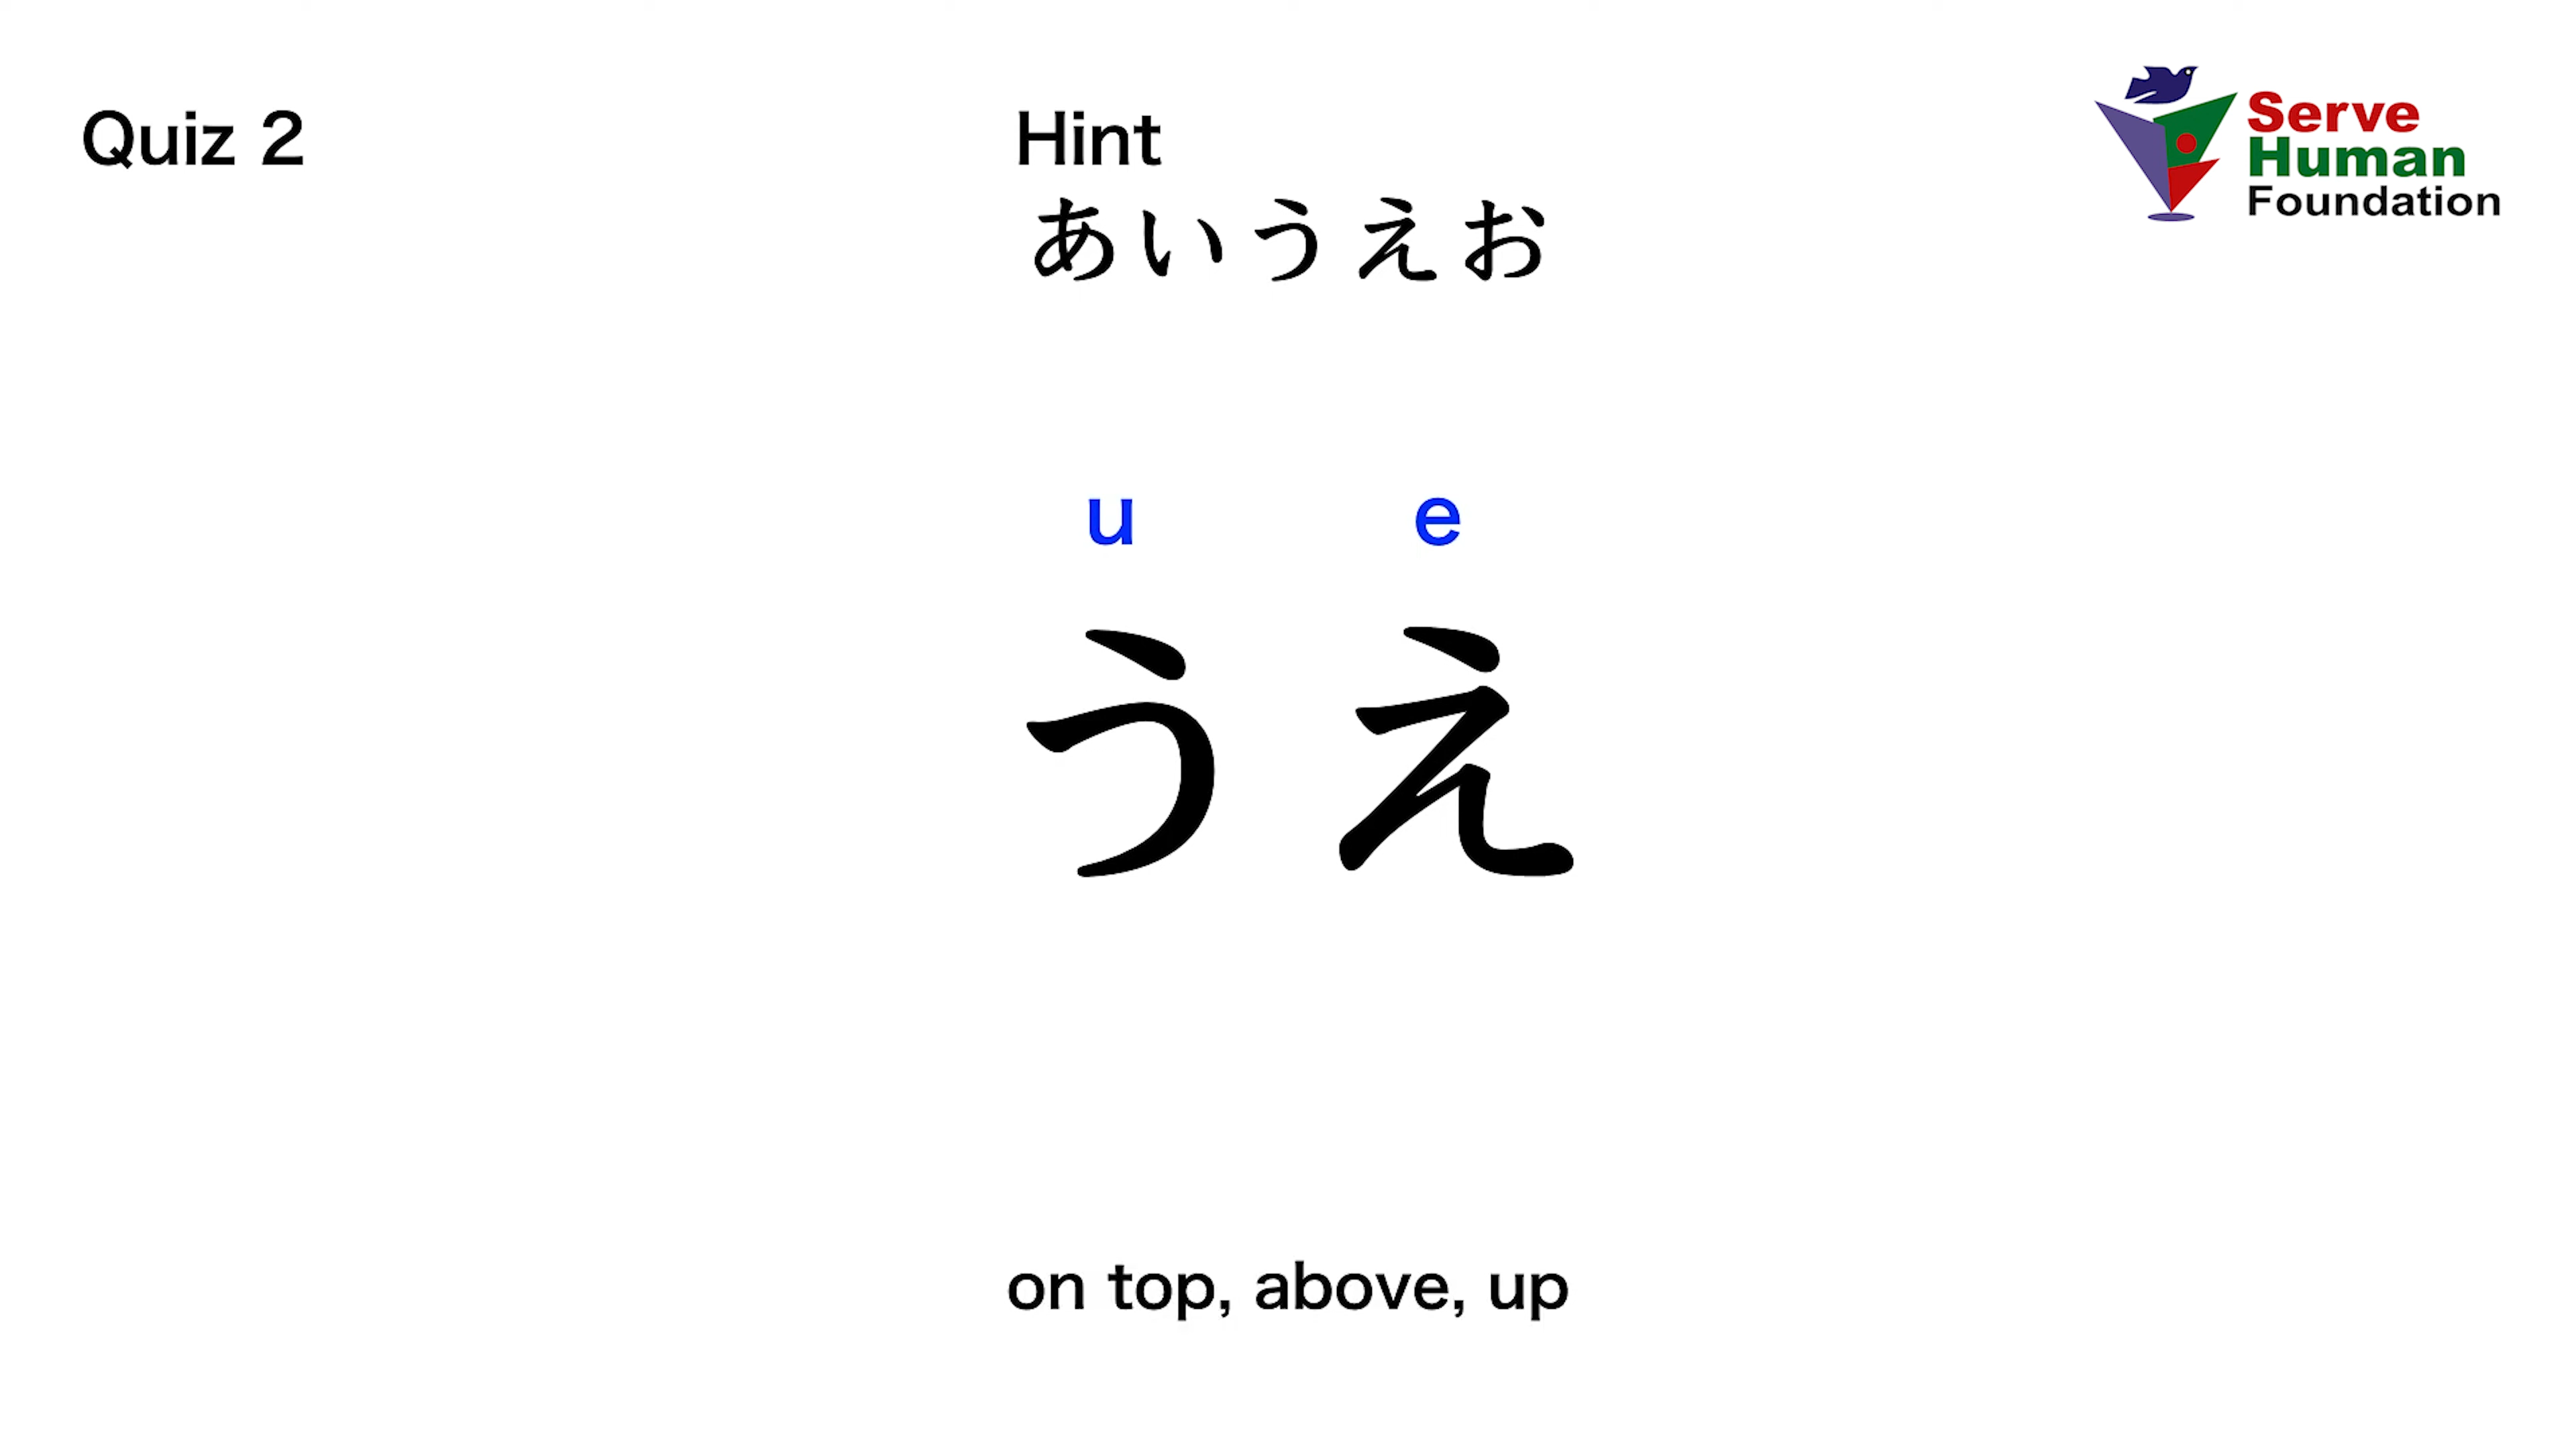 Quiz 2
Hint
あいうえお
Serve
Human
Foundation
u e
うえ
on top, above, up